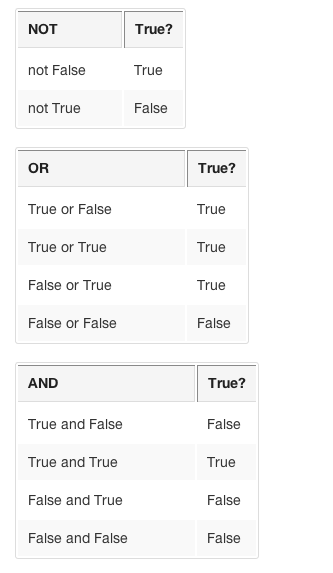 NOT True?
not False True
not True False
OR True?
True or False True
True or True True
False or True True
False or False False
AND True?
True and False False
True and True True
False and True False
False and False False